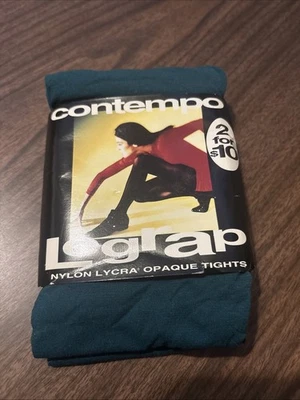 contempo
2
for
$10
Legrap
NYLON LYCRA' OPAQUE TIGHTS